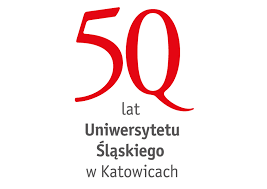 50
lat
Uniwersytetu
Śląskiego
w Katowicach